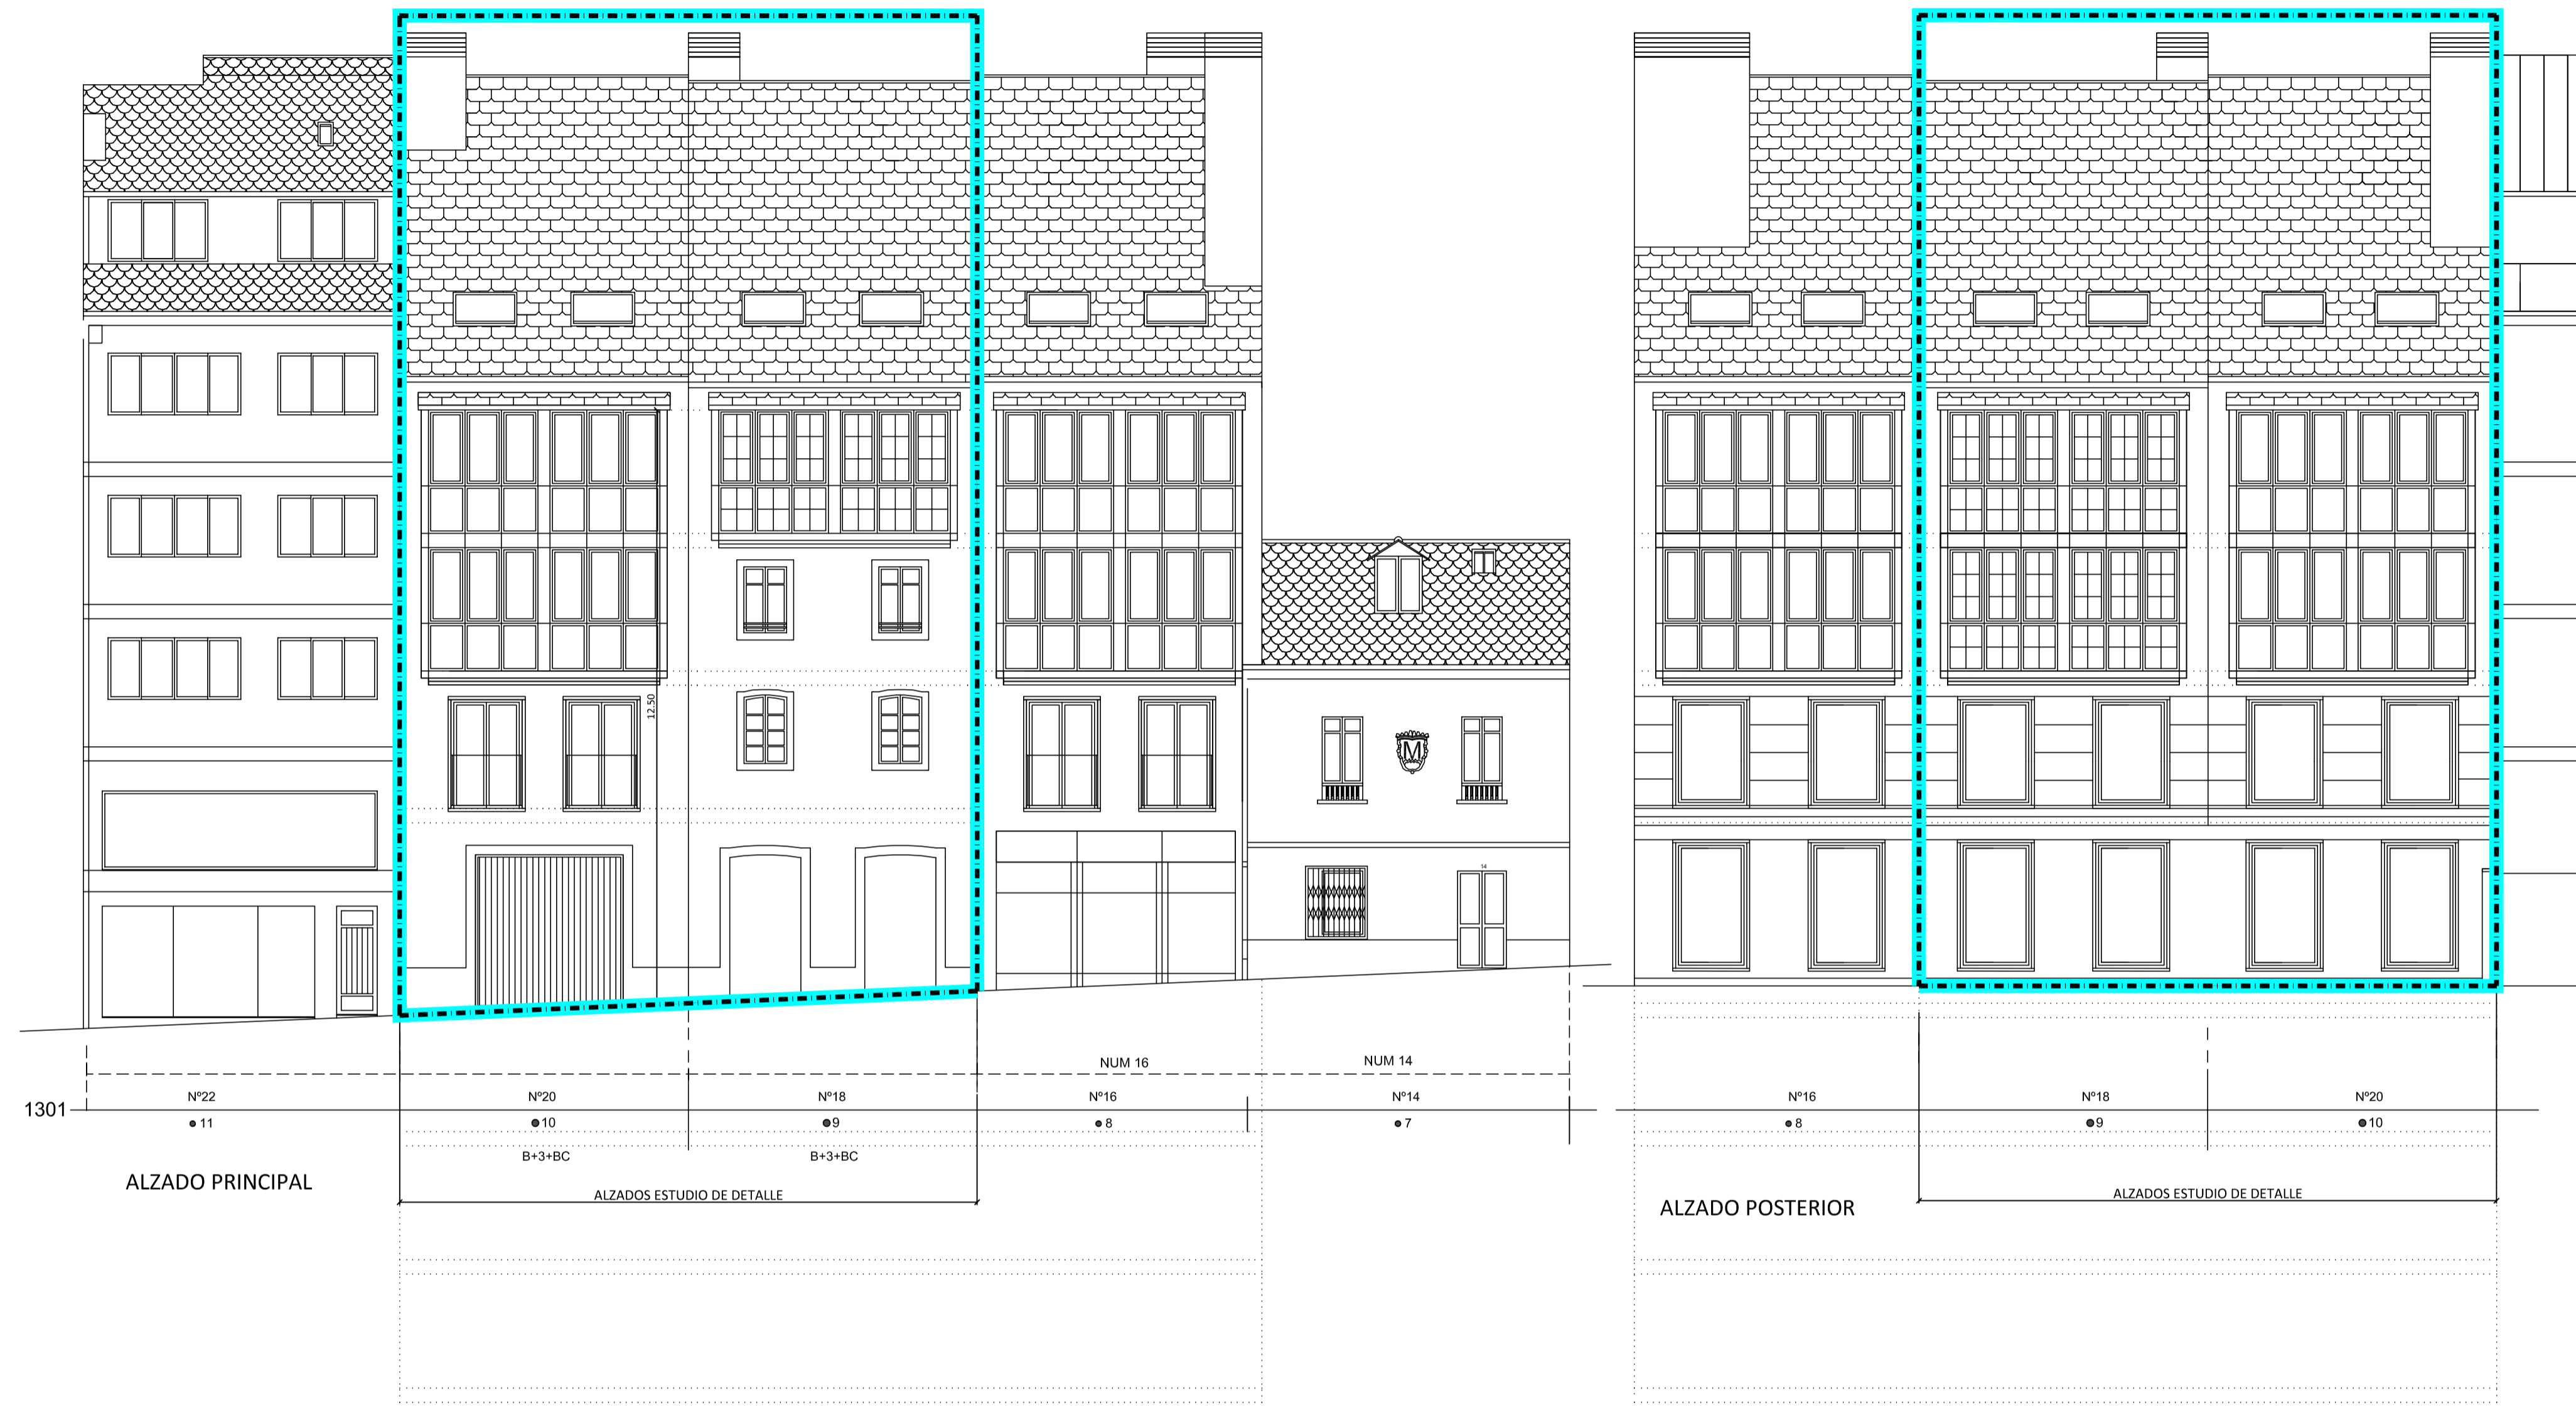 12.50
M
14
NUM 16
NUM 14
1301
Nº22
Nº20
Nº18
Nº16
Nº14
Nº16
Nº18
Nº20
11
10
9
8
7
8
9
10
B+3+BC
B+3+BC
ALZADO PRINCIPAL
ALZADOS ESTUDIO DE DETALLE
ALZADOS ESTUDIO DE DETALLE
ALZADO POSTERIOR